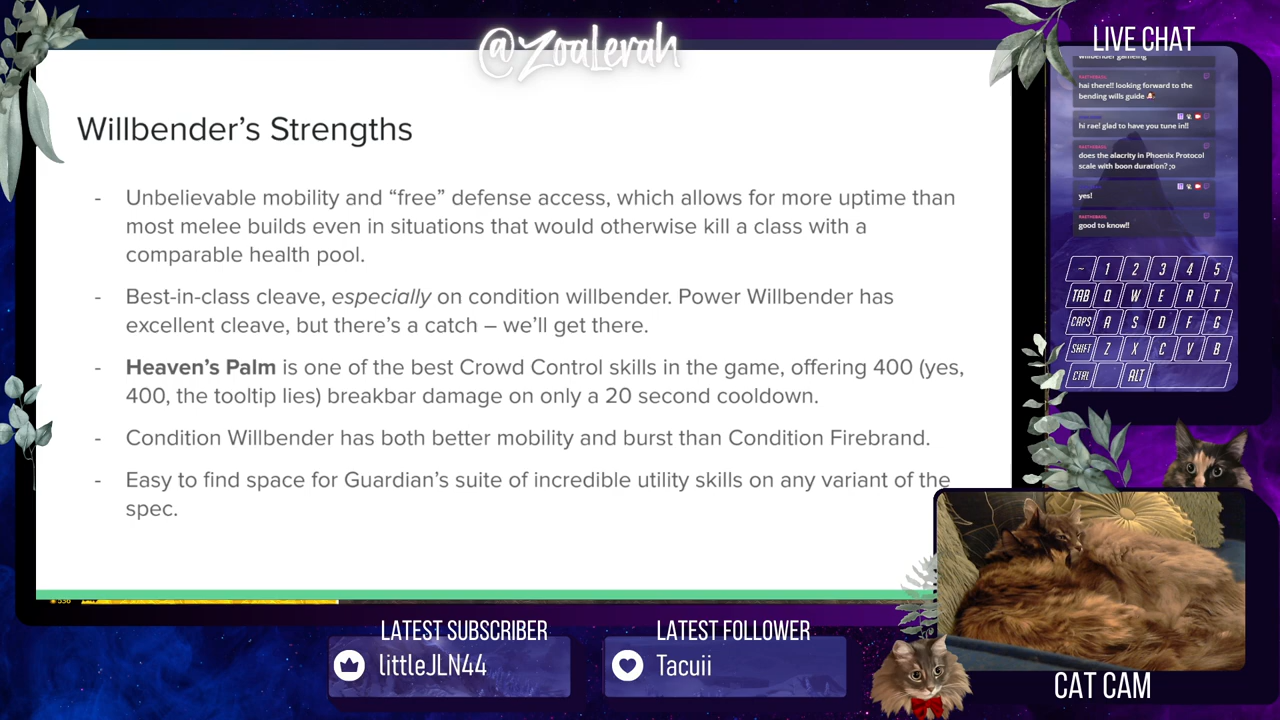 @ZoaLerah
LIVE CHAT
willbender gameing
hai there!! looking forward to the
bending wills guide
hi rae! glad to have you tune in!!
does the alacrity in Phoenix Protocol
scale with boon duration? ;o
yes!
good to know!!
Willbender’s Strengths
- Unbelievable mobility and “free” defense access, which allows for more uptime than
most melee builds even in situations that would otherwise kill a class with a
comparable health pool.
- Best-in-class cleave, especially on condition willbender. Power Willbender has
excellent cleave, but there’s a catch – we’ll get there.
- Heaven’s Palm is one of the best Crowd Control skills in the game, offering 400 (yes,
400, the tooltip lies) breakbar damage on only a 20 second cooldown.
- Condition Willbender has both better mobility and burst than Condition Firebrand.
- Easy to find space for Guardian’s suite of incredible utility skills on any variant of the
spec.
~ 1 2 3 4 5
TAB Q W E R T
CAPS A S D F G
SHIFT Z X C V B
CTRL ALT
LATEST SUBSCRIBER
littleJLN44
LATEST FOLLOWER
Tacuii
CAT CAM